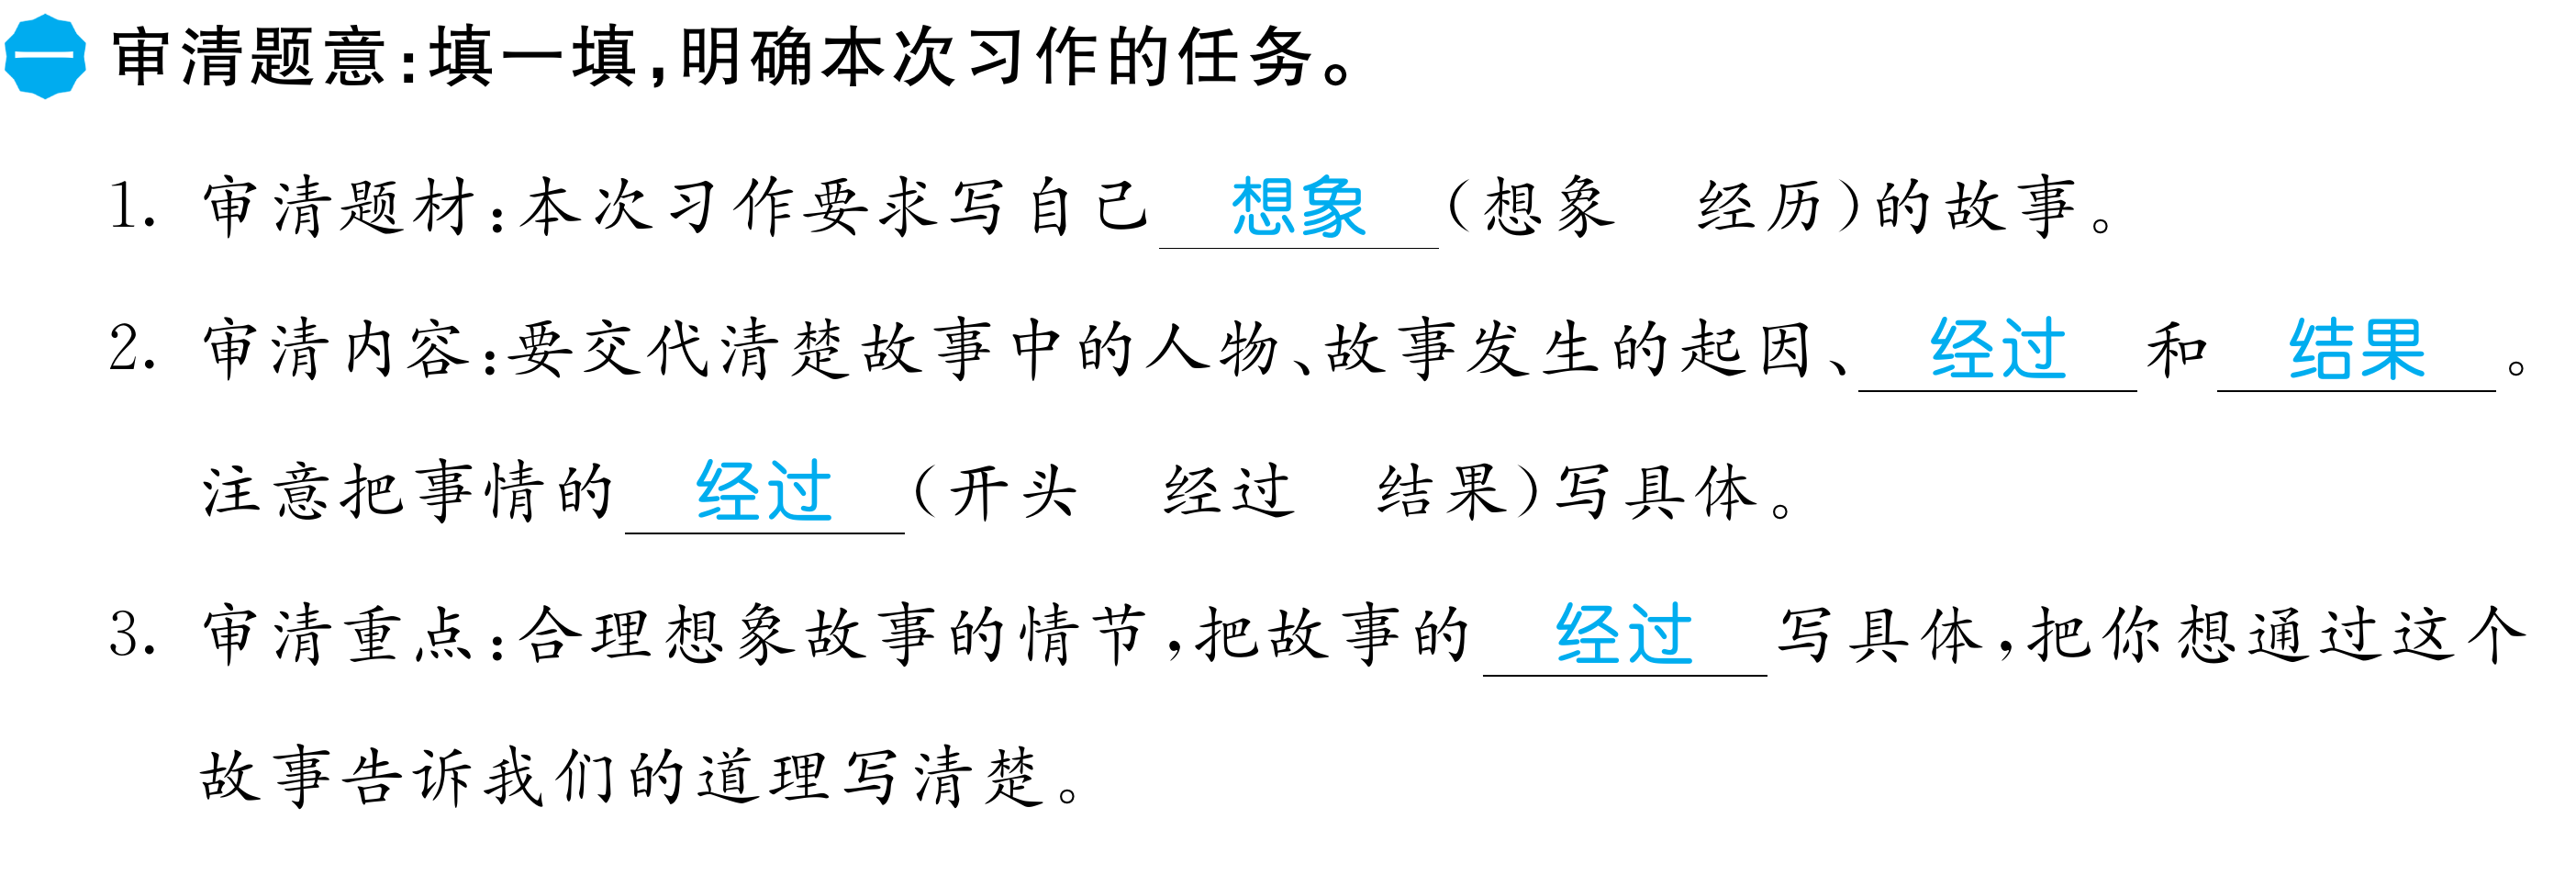 一 审清题意:填一填,明确本次习作的任务。
1. 审清题材:本次习作要求写自己 想象 (想象 经历)的故事。
2. 审清内容:要交代清楚故事中的人物、故事发生的起因、 经过 和 结果 。
注意把事情的 经过 (开头 经过 结果)写具体。
3. 审清重点:合理想象故事的情节,把故事的 经过 写具体,把你想通过这个
故事告诉我们的道理写清楚。